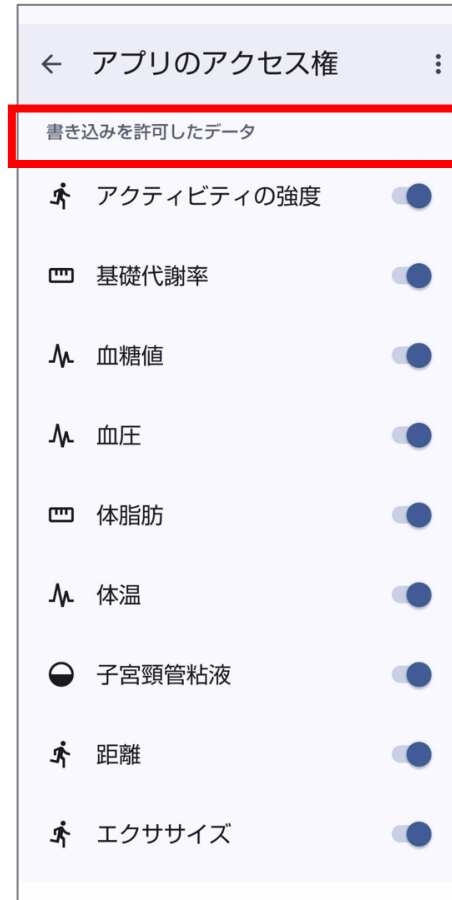 アプリのアクセス権
書き込みを許可したデータ
アクティビティの強度
基礎代謝率
血糖値
血圧
体脂肪
体温
子宮頸管粘液
距離
エクササイズ